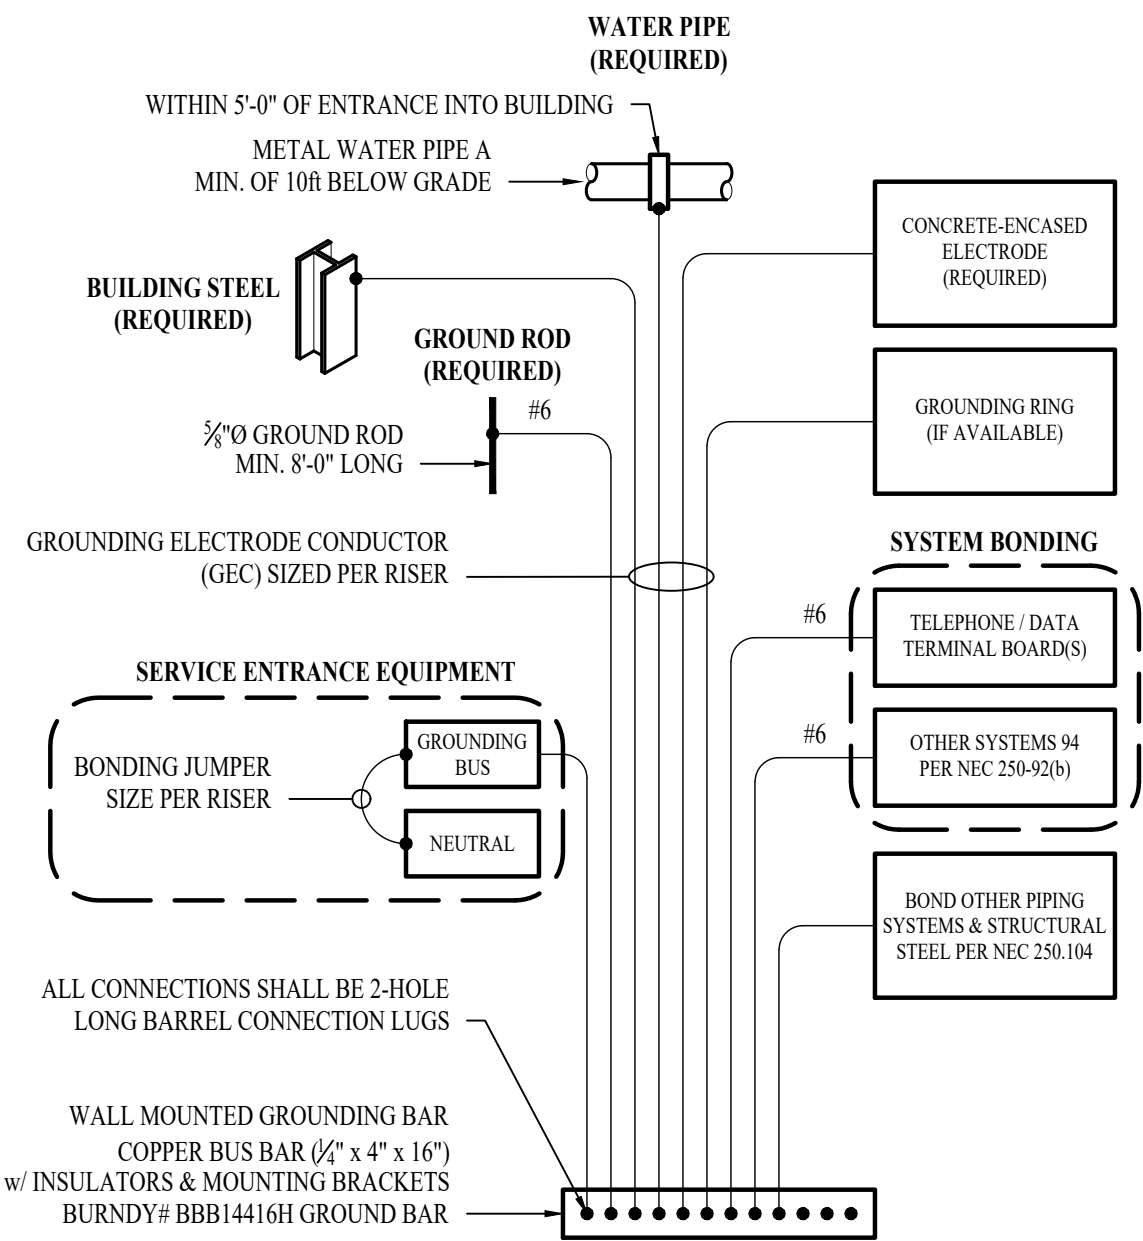 WATER PIPE
(REQUIRED)
WITHIN 5'-0" OF ENTRANCE INTO BUILDING
METAL WATER PIPE A
MIN. OF 10ft BELOW GRADE
CONCRETE-ENCASED
ELECTRODE
(REQUIRED)
BUILDING STEEL
(REQUIRED)
GROUND ROD
(REQUIRED)
#6
⅝"Ø GROUND ROD
MIN. 8'-0" LONG
GROUNDING RING
(IF AVAILABLE)
GROUNDING ELECTRODE CONDUCTOR
(GEC) SIZED PER RISER
SYSTEM BONDING
#6
TELEPHONE / DATA
TERMINAL BOARD(S)
#6
OTHER SYSTEMS 94
PER NEC 250-92(b)
SERVICE ENTRANCE EQUIPMENT
GROUNDING
BUS
BONDING JUMPER
SIZE PER RISER
NEUTRAL
BOND OTHER PIPING
SYSTEMS & STRUCTURAL
STEEL PER NEC 250.104
ALL CONNECTIONS SHALL BE 2-HOLE
LONG BARREL CONNECTION LUGS
WALL MOUNTED GROUNDING BAR
COPPER BUS BAR (¼" x 4" x 16")
w/ INSULATORS & MOUNTING BRACKETS
BURNDY# BBB14416H GROUND BAR